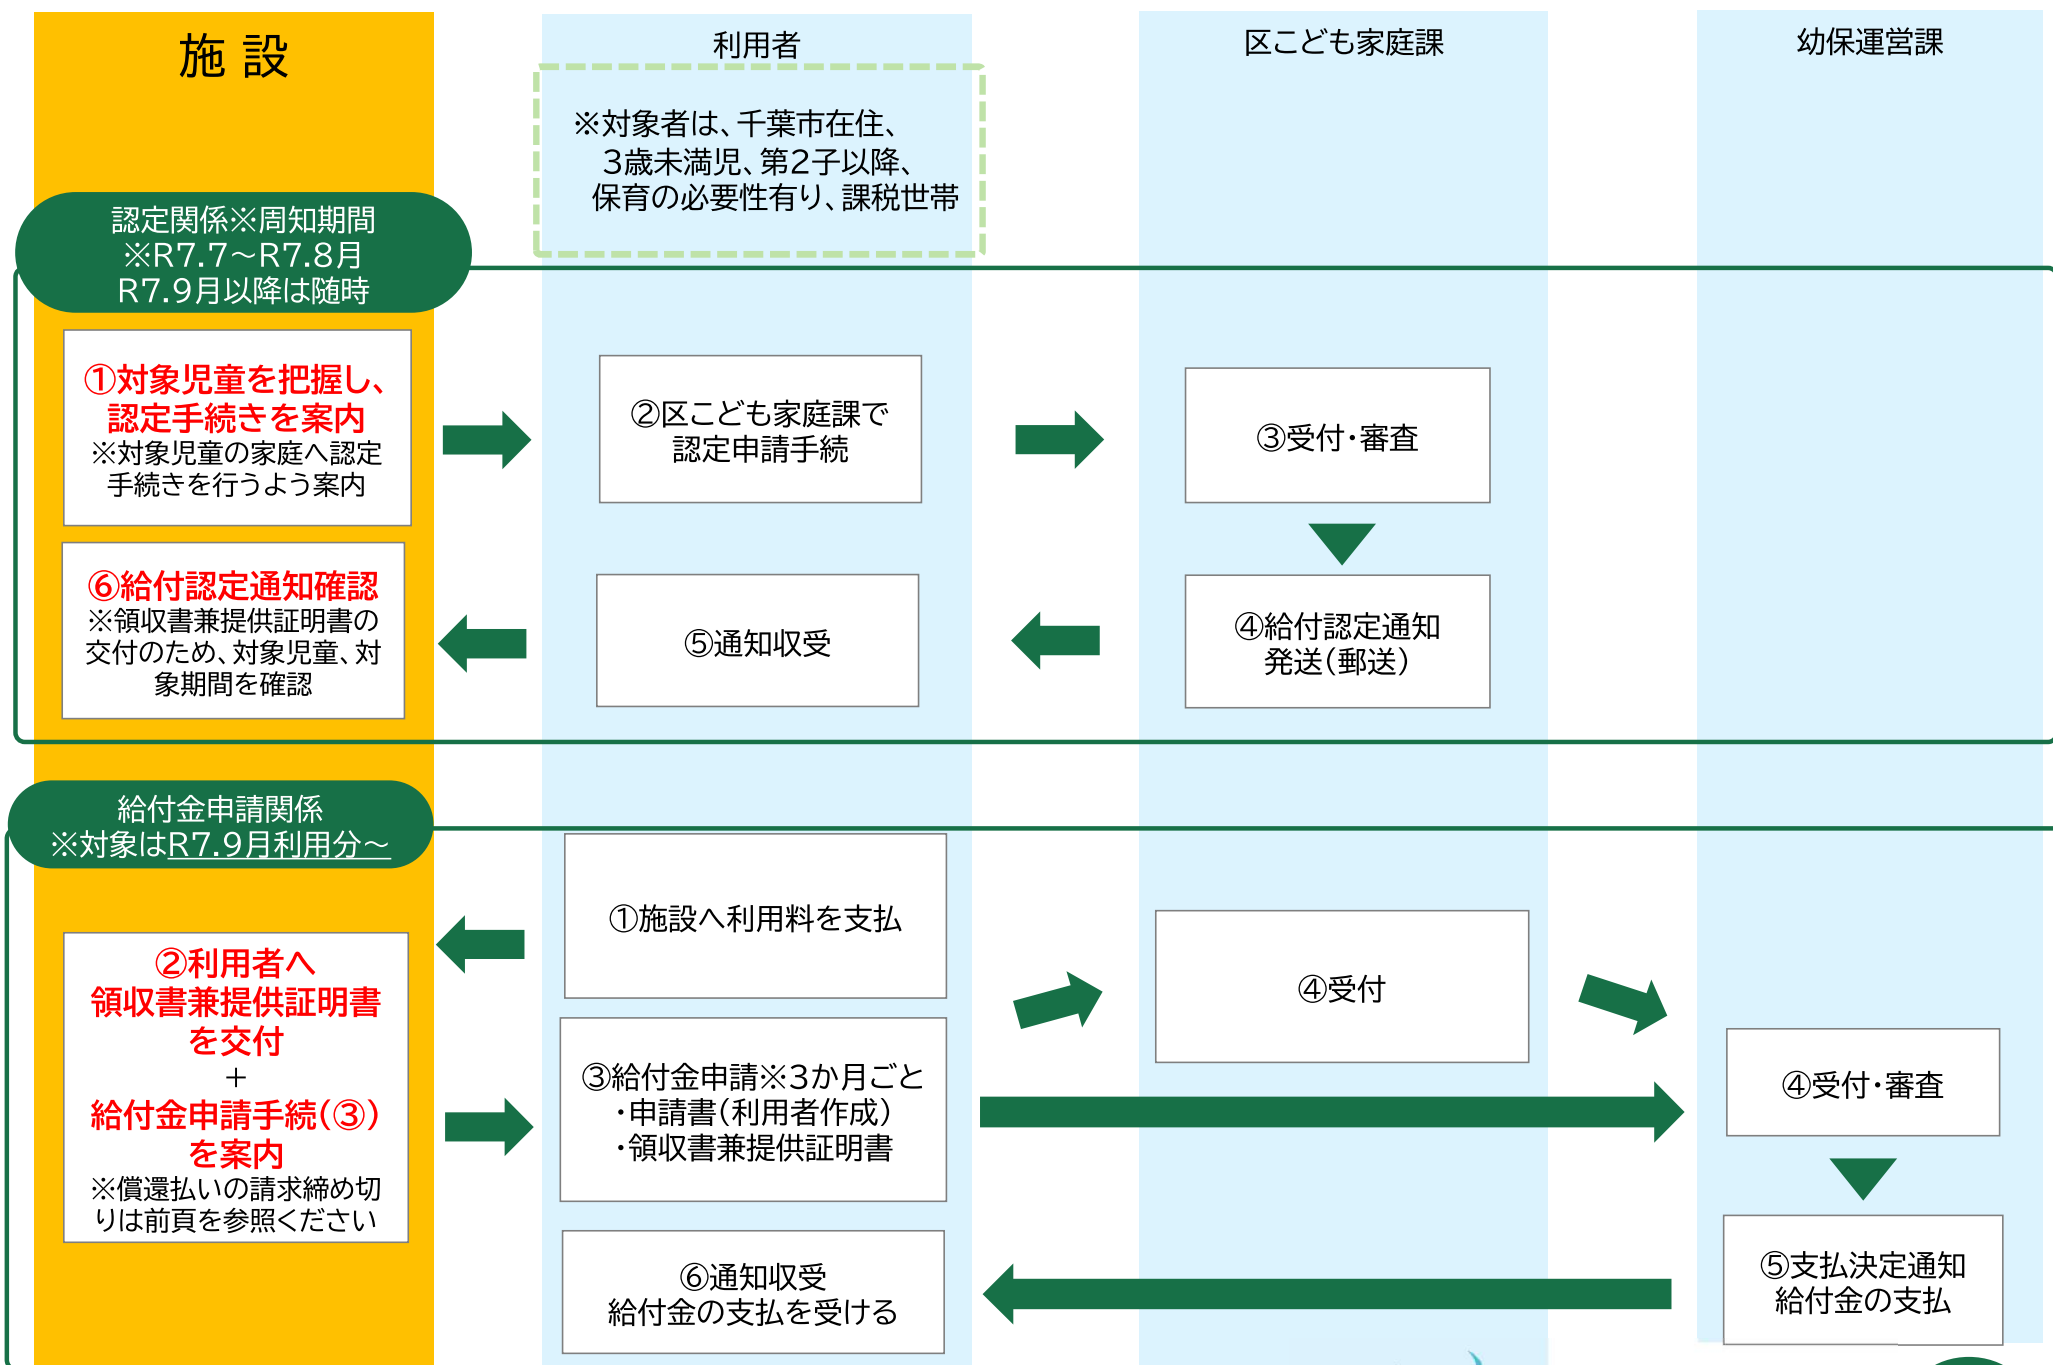 施 設
利用者
区こども家庭課
幼保運営課
※対象者は、千葉市在住、
3歳未満児、第2子以降、
保育の必要性有り、課税世帯
認定関係※周知期間
※R7.7～R7.8月
R7.9月以降は随時
①対象児童を把握し、
認定手続きを案内
※対象児童の家庭へ認定
手続きを行うよう案内
②区こども家庭課で
認定申請手続
③受付・審査
⑥給付認定通知確認
※領収書兼提供証明書の
交付のため、対象児童、対
象期間を確認
⑤通知収受
④給付認定通知
発送（郵送）
給付金申請関係
※対象はR7.9月利用分～
①施設へ利用料を支払
②利用者へ
領収書兼提供証明書
を交付
＋
給付金申請手続（③）
を案内
※償還払いの請求締め切
りは前頁を参照ください
③給付金申請※3か月ごと
・申請書（利用者作成）
・領収書兼提供証明書
④受付
④受付・審査
⑥通知収受
給付金の支払を受ける
⑤支払決定通知
給付金の支払